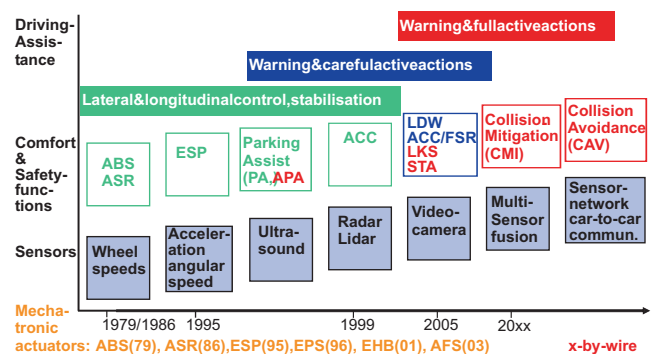 Driving-
Assis-
tance
Warning&fullactiveactions
Warning&carefulactiveactions
Lateral&longitudinalcontrol,stabilisation
Comfort
&
Safety-
func-
tions
ABS
ASR
ESP
Parking
Assist
(PA,)APA
ACC
LDW
ACC/FSR
LKS
STA
Collision
Mitigation
(CMI)
Collision
Avoidance
(CAV)
Sensors
Wheel
speeds
Acceler-
ation
angular
speed
Ultra-
sound
Radar
Lidar
Video-
camera
Multi-
Sensor
fusion
Sensor-
network
car-to-car
commun.
1979/1986
1995
1999
2005
20xx
Mecha-
tronic
actuators: ABS(79), ASR(86),ESP(95),EPS(96), EHB(01), AFS(03)
x-by-wire